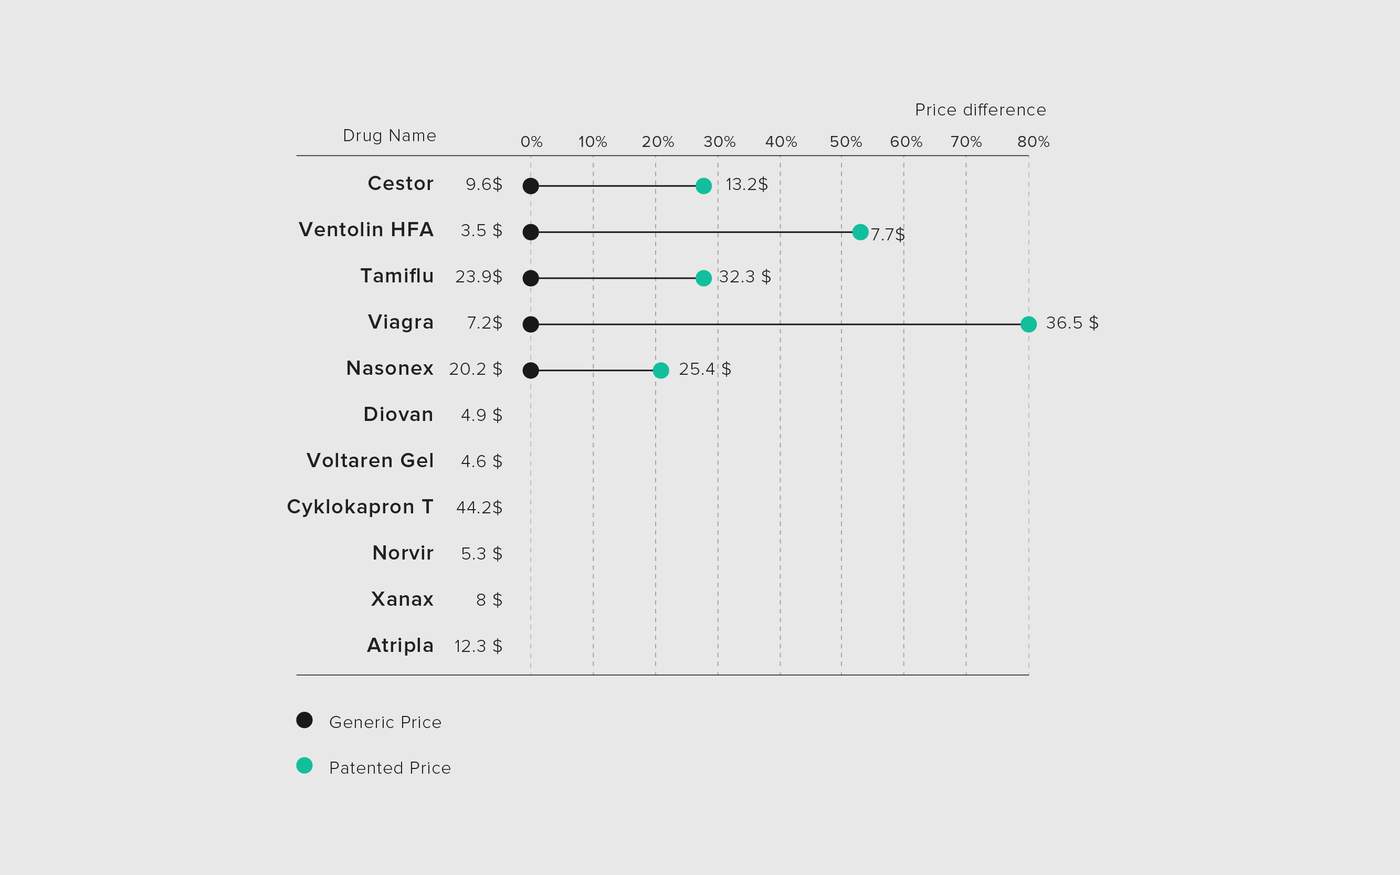 Price difference
Drug Name 0% 10% 20% 30% 40% 50% 60% 70% 80%
Cestor 9.6$ 13.2$
Ventolin HFA 3.5 $ 7.7$
Tamiflu 23.9$ 32.3 $
Viagra 7.2$ 36.5 $
Nasonex 20.2 $ 25.4 $
Diovan 4.9 $
Voltaren Gel 4.6 $
Cyklokapron T 44.2$
Norvir 5.3 $
Xanax 8 $
Atripla 12.3 $
Generic Price
Patented Price